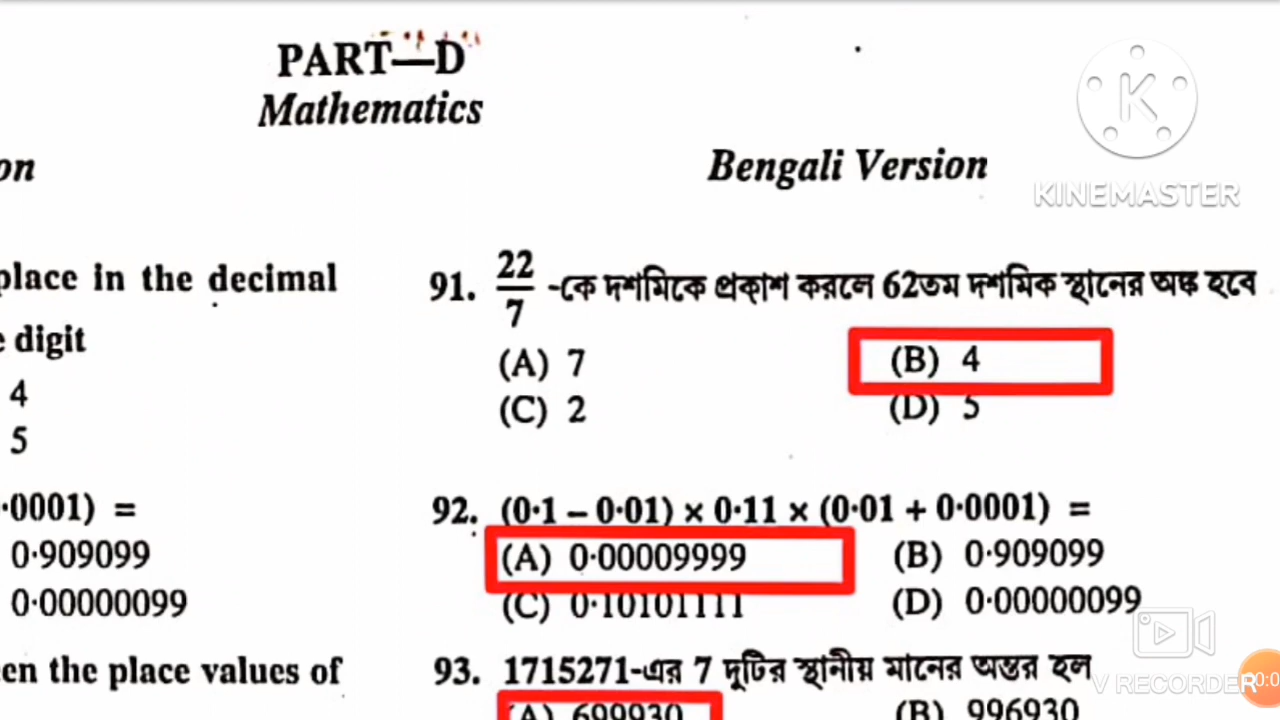 PART—D
Mathematics
on
Bengali Version
KINEMASTER
place in the decimal
digit
4
5
·0001) =
0·909099
0·00000099
en the place values of
91. 22/7 -কে দশমিকে প্রকাশ করলে 62তম দশমিক স্থানের অঙ্ক হবে
(A) 7 (B) 4
(C) 2 (D) 5
92. (0·1 – 0·01) × 0·11 × (0·01 + 0·0001) =
(A) 0·00009999 (B) 0·909099
(C) 0·10101111 (D) 0·00000099
93. 1715271-এর 7 দুটির স্থানীয় মানের অন্তর হল
(A) 699930 (B) 996930
V RECORDER